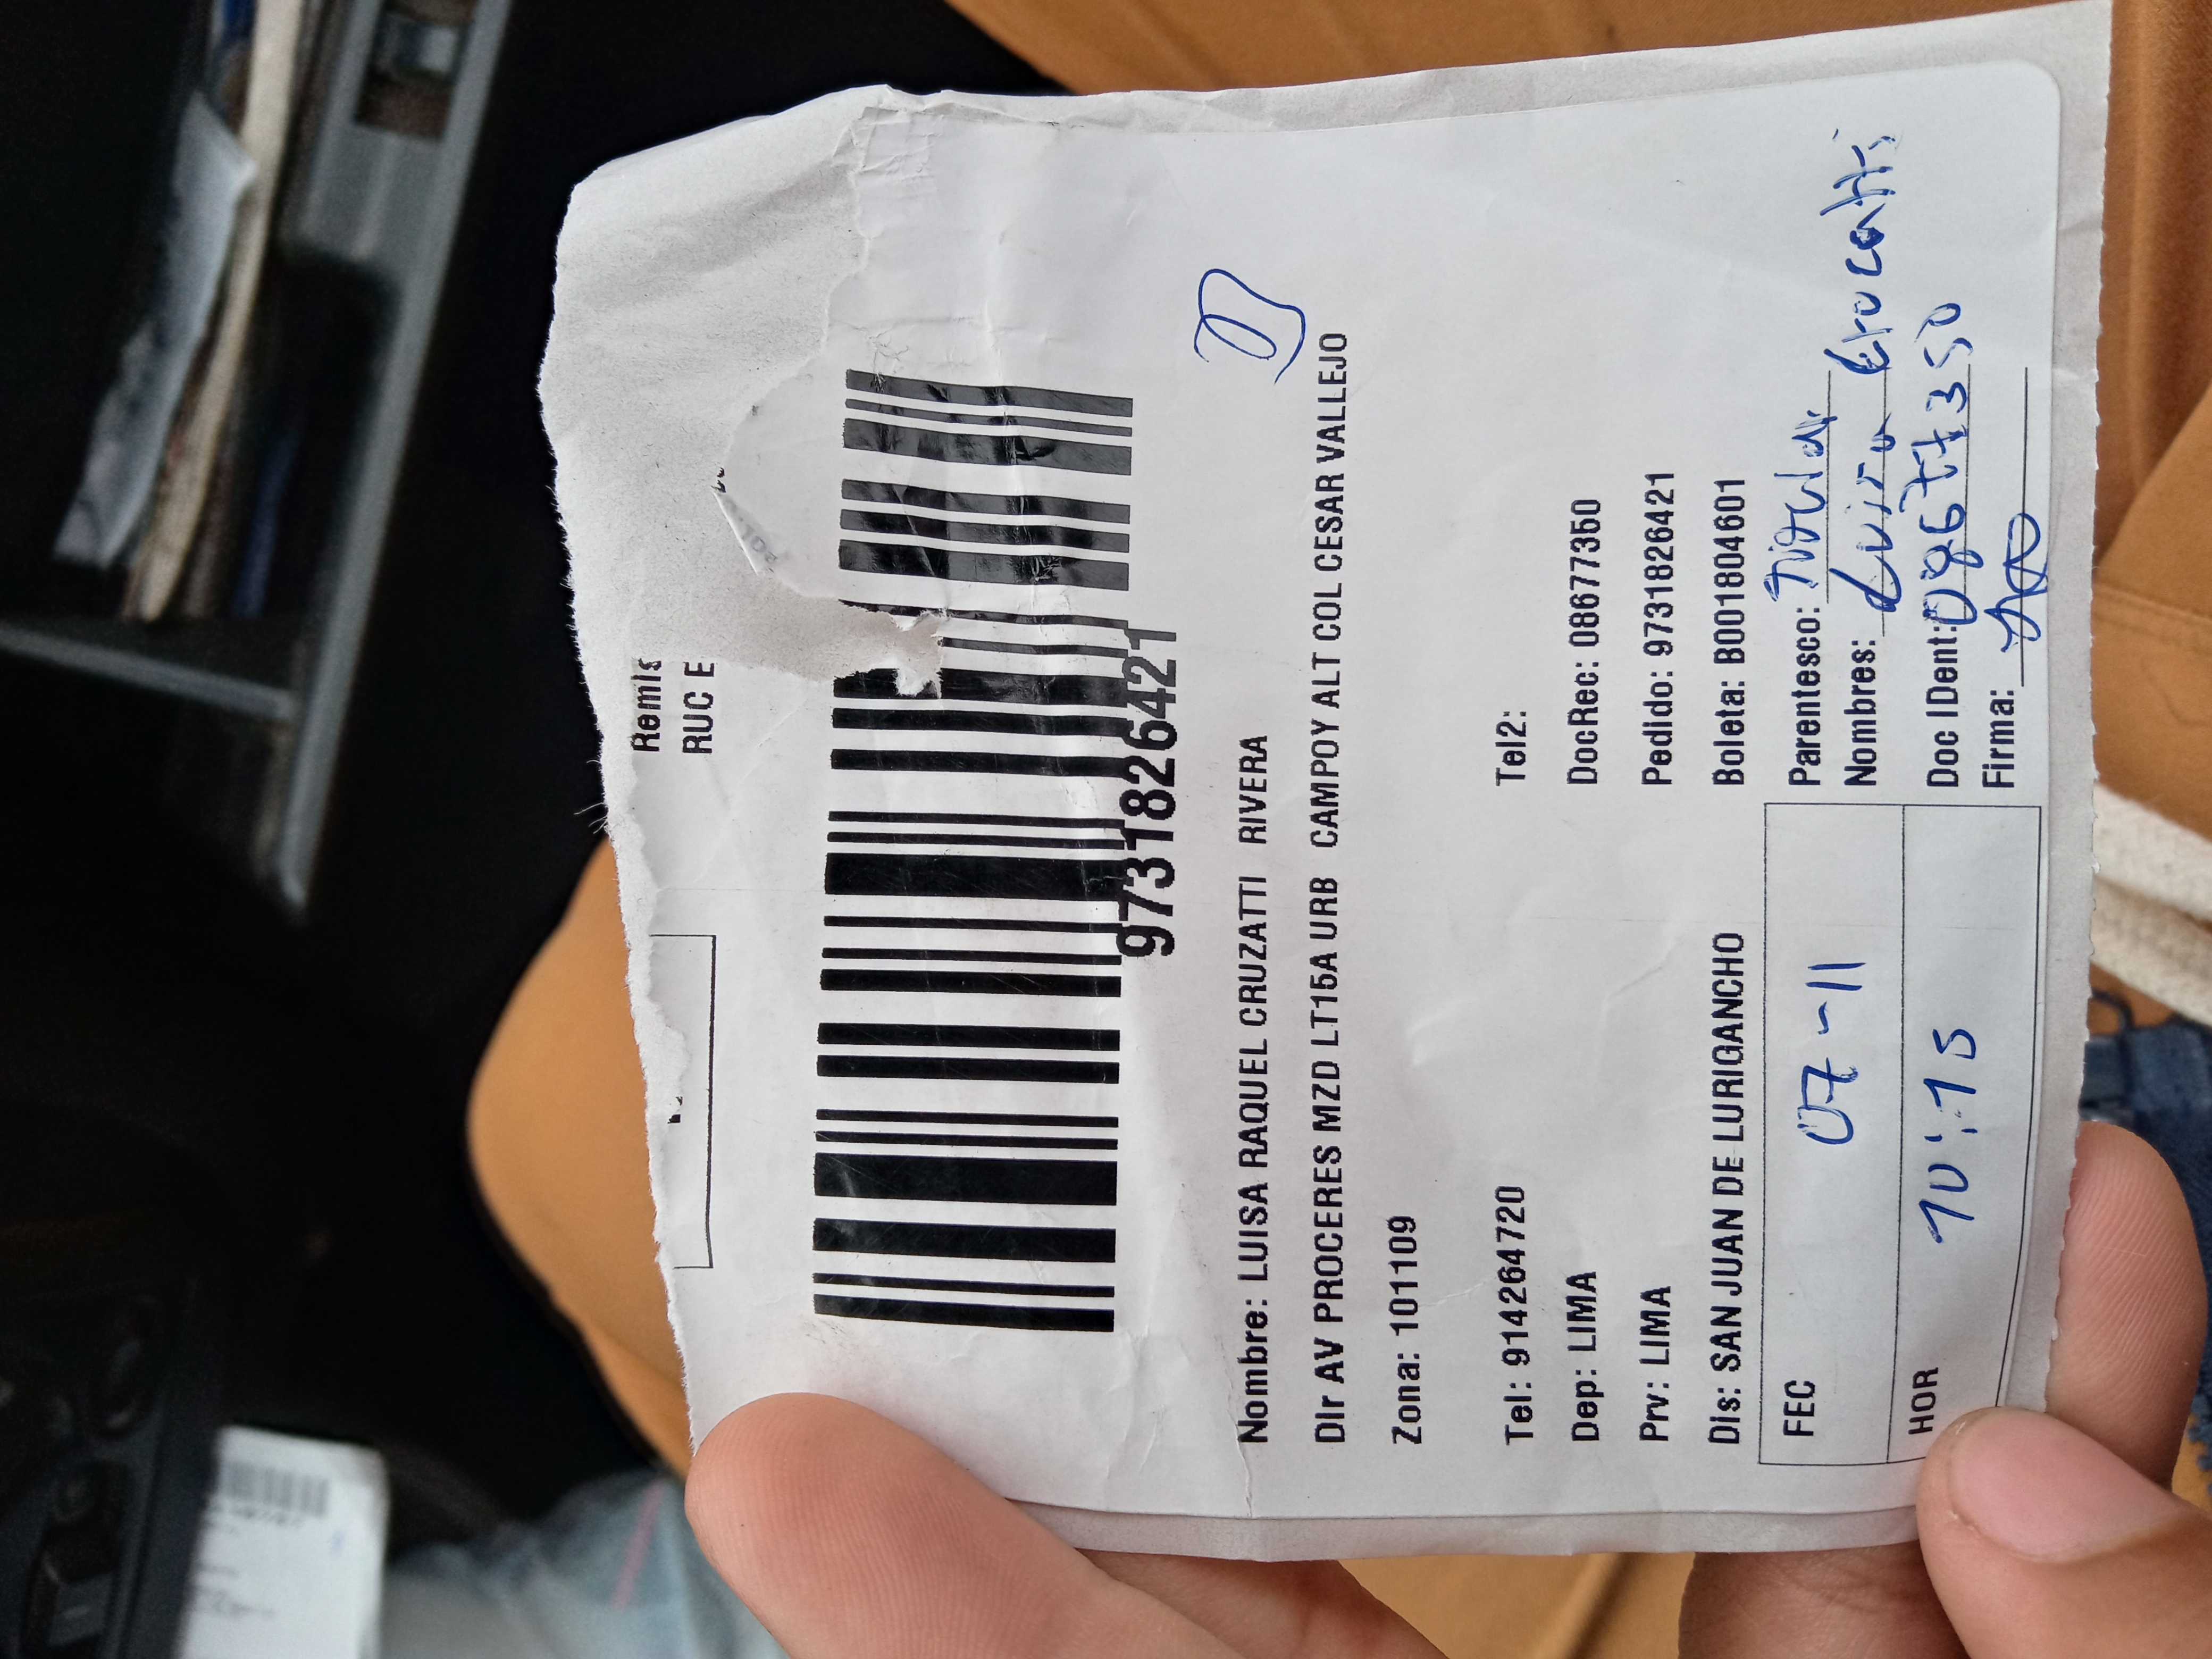 RUC E
9731826421
Nombre: LUISA RAQUEL CRUZATTI RIVERA
Dir AV PROCERES MZD LT15A URB CAMPOY ALT COL CESAR VALLEJO
Zona: 101109
Tel: 914264720 Tel2:
Dep: LIMA DocRec: 08677350
Prv: LIMA Pedido: 9731826421
Dis: SAN JUAN DE LURIGANCHO Boleta: B001804601
FEC 07-11 Parentesco: Titular
Nombres: Luisa Cruzatti
HOR 10:15 Doc IDent: 08677350
Firma: